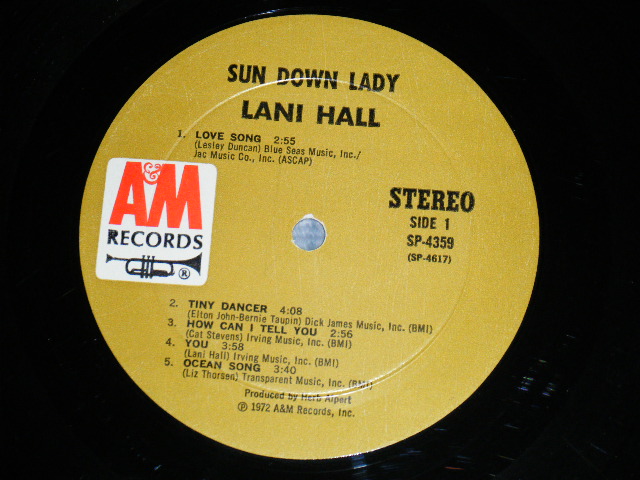 SUN DOWN LADY
LANI HALL
1. LOVE SONG 2:55
(Lesley Duncan) Blue Seas Music, Inc./
Jac Music Co., Inc. (ASCAP)
A&M
RECORDS
®
STEREO
SIDE 1
SP-4359
(SP-4617)
2. TINY DANCER 4:08
(Elton John-Bernie Taupin) Dick James Music, Inc. (BMI)
3. HOW CAN I TELL YOU 2:56
(Cat Stevens) Irving Music, Inc. (BMI)
4. YOU 3:58
(Lani Hall) Irving Music, Inc. (BMI)
5. OCEAN SONG 3:40
(Liz Thorsen) Transparent Music, Inc. (BMI)
Produced by Herb Alpert
℗ 1972 A&M Records, Inc.